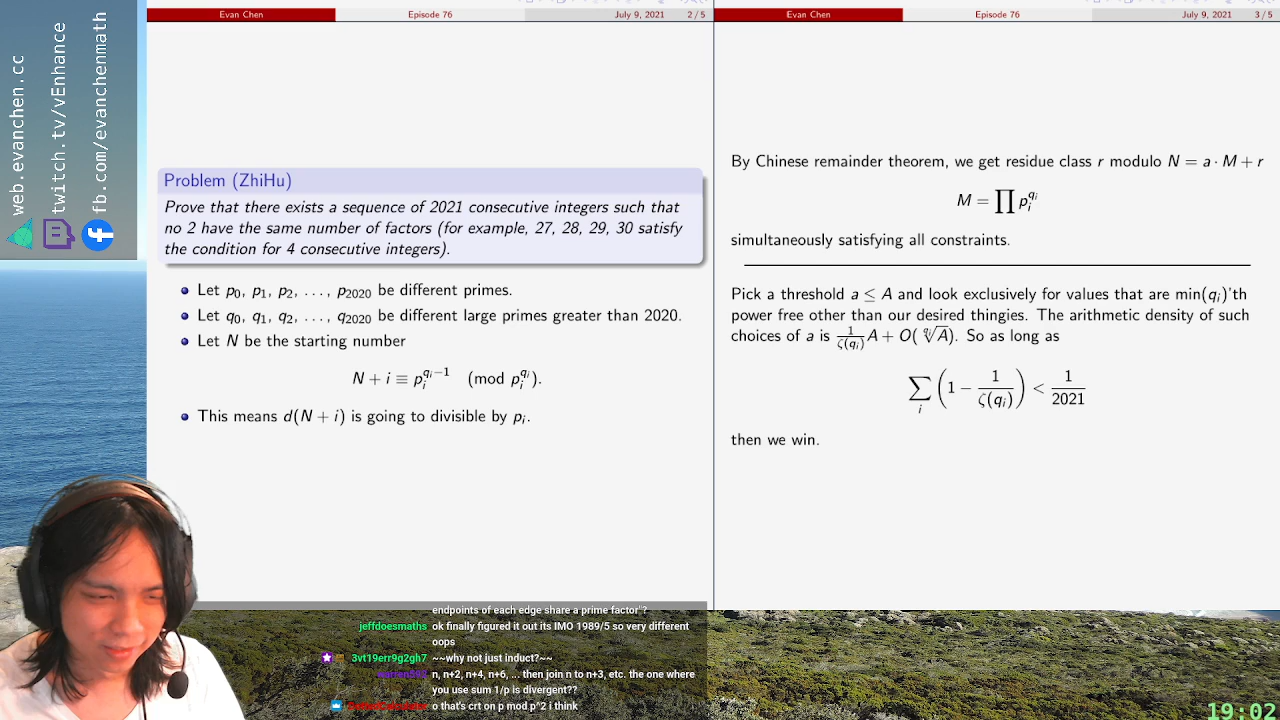 web.evanchen.cc
twitch.tv/vEnhance
fb.com/evanchenmath
Evan Chen Episode 76 July 9, 2021 2 / 5
Problem (ZhiHu)
Prove that there exists a sequence of 2021 consecutive integers such that
no 2 have the same number of factors (for example, 27, 28, 29, 30 satisfy
the condition for 4 consecutive integers).
Let p₀, p₁, p₂, . . . , p₂₀₂₀ be different primes.
Let q₀, q₁, q₂, . . . , q₂₀₂₀ be different large primes greater than 2020.
Let N be the starting number
N + i ≡ p_i^{q_i−1} (mod p_i^{q_i}).
This means d(N + i) is going to divisible by p_i.
Evan Chen Episode 76 July 9, 2021 3 / 5
By Chinese remainder theorem, we get residue class r modulo N = a · M + r
M = ∏ p_i^{q_i}
simultaneously satisfying all constraints.
Pick a threshold a ≤ A and look exclusively for values that are min(q_i)'th
power free other than our desired thingies. The arithmetic density of such
choices of a is 1/ζ(q_i) A + O(\sqrt[q_i]{A}). So as long as
∑_i (1 − 1/ζ(q_i)) < 1/2021
then we win.
endpoints of each edge share a prime factor"?
jeffdoesmaths ok finally figured it out its IMO 1989/5 so very different
oops
3vt19err9g2gh7 ~~why not just induct?~~
n, n+2, n+4, n+6, ... then join n to n+3, etc. the one where
you use sum 1/p is divergent??
o that's crt on p mod p^2 i think
19:02